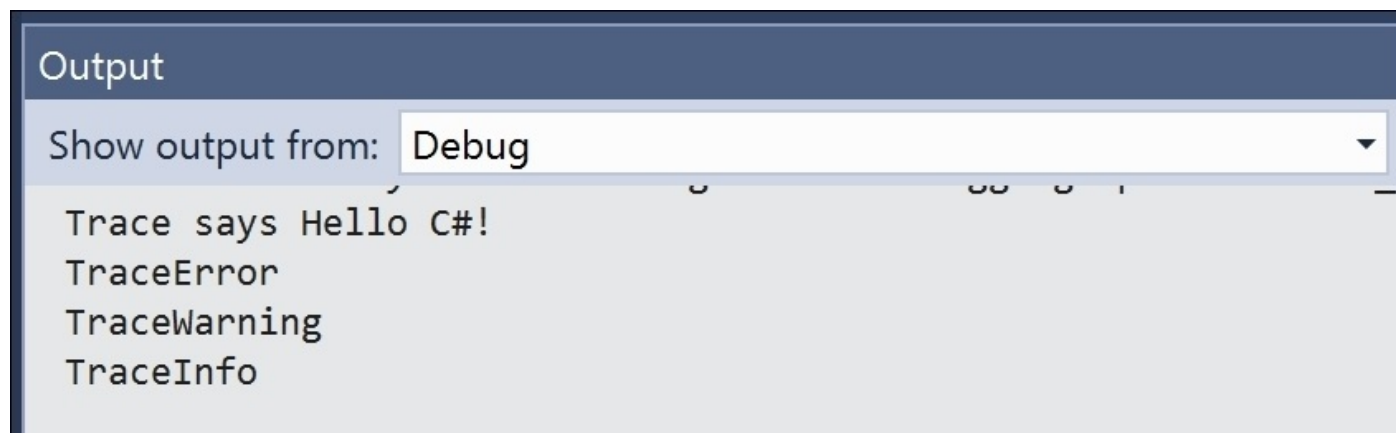 Output
Show output from: Debug
Trace says Hello C#!
TraceError
TraceWarning
TraceInfo